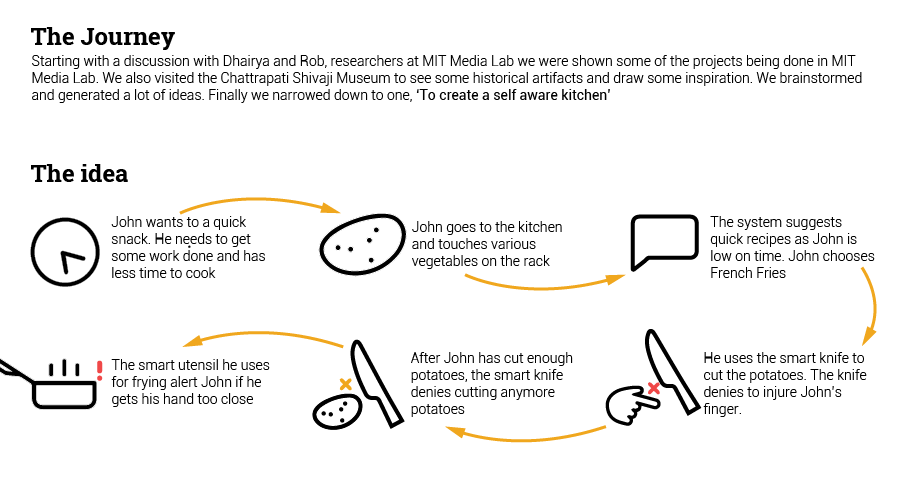 The Journey
Starting with a discussion with Dhairya and Rob, researchers at MIT Media Lab we were shown some of the projects being done in MIT
Media Lab. We also visited the Chattrapati Shivaji Museum to see some historical artifacts and draw some inspiration. We brainstormed
and generated a lot of ideas. Finally we narrowed down to one, ‘To create a self aware kitchen’
The idea
John wants to a quick
snack. He needs to get
some work done and has
less time to cook
John goes to the kitchen
and touches various
vegetables on the rack
The system suggests
quick recipes as John is
low on time. John chooses
French Fries
He uses the smart knife to
cut the potatoes. The knife
denies to injure John's
finger.
After John has cut enough
potatoes, the smart knife
denies cutting anymore
potatoes
The smart utensil he uses
for frying alert John if he
gets his hand too close